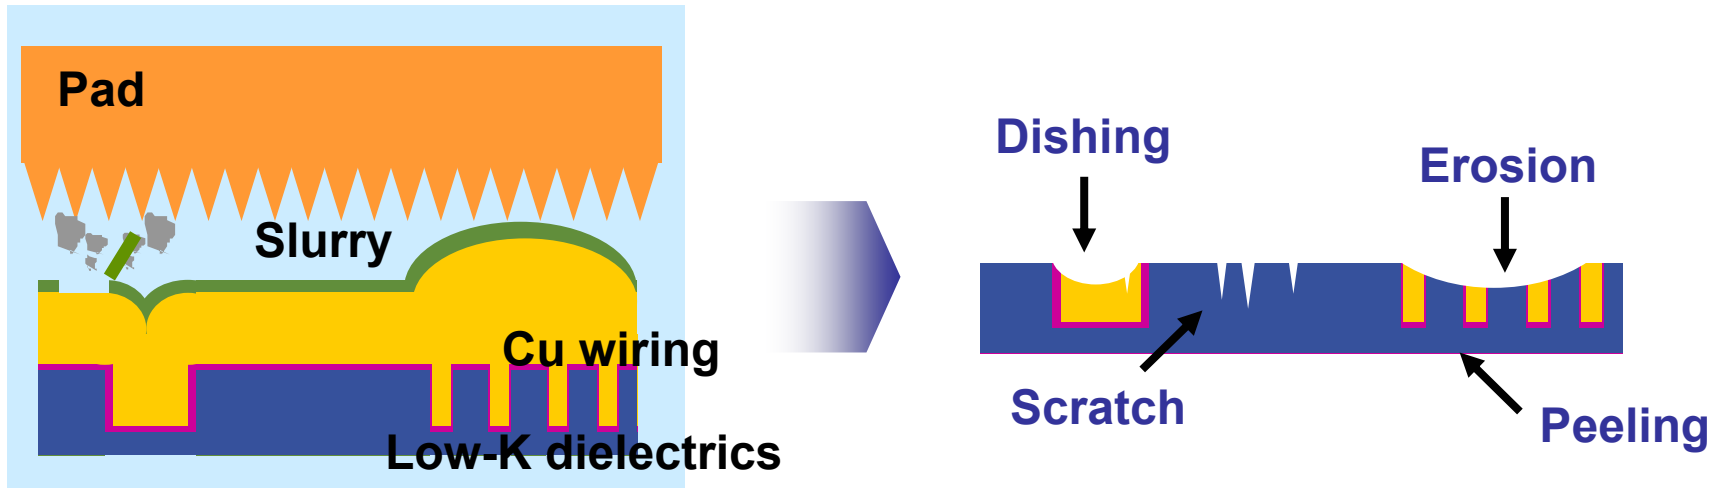 Pad
Slurry
Cu wiring
Low-K dielectrics
Dishing
Erosion
Scratch
Peeling